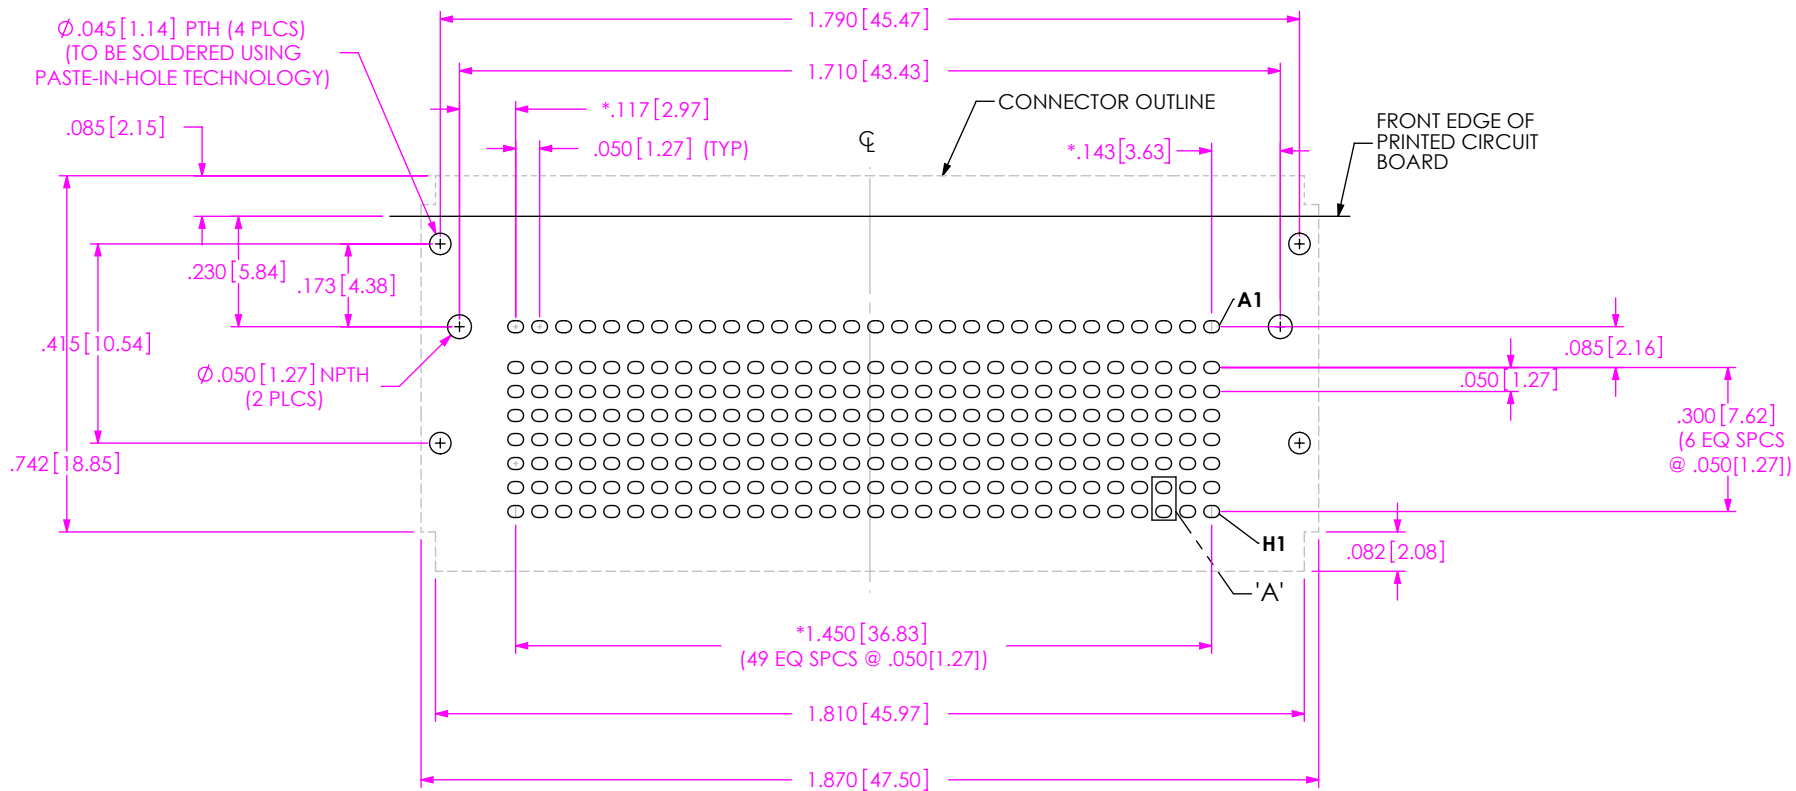 1.790[45.47]
Ø.045[1.14] PTH (4 PLCS)
(TO BE SOLDERED USING
PASTE-IN-HOLE TECHNOLOGY)
1.710[43.43]
*.117[2.97]
CONNECTOR OUTLINE
.085[2.15]
.050[1.27] (TYP)
℄
*.143[3.63]
FRONT EDGE OF
PRINTED CIRCUIT
BOARD
.230[5.84]
.173[4.38]
A1
.415[10.54]
.085[2.16]
Ø.050[1.27] NPTH
(2 PLCS)
.050[1.27]
.300[7.62]
(6 EQ SPCS
@ .050[1.27])
.742[18.85]
H1
.082[2.08]
'A'
*1.450[36.83]
(49 EQ SPCS @ .050[1.27])
1.810[45.97]
1.870[47.50]